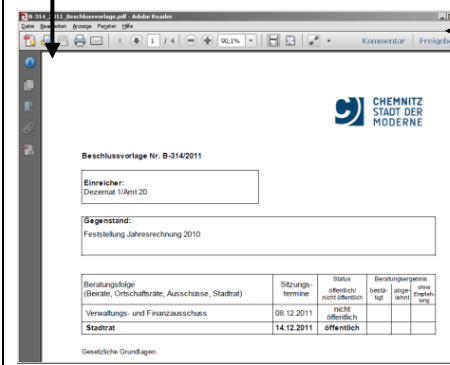 B-314_2011_Beschlussvorlage.pdf - Adobe Reader
Datei Bearbeiten Anzeige Fenster Hilfe
1 / 4 90,1% Kommentar Freigebe
CHEMNITZ
STADT DER
MODERNE
Beschlussvorlage Nr. B-314/2011
Einreicher:
Dezernat 1/Amt 20
Gegenstand:
Feststellung Jahresrechnung 2010
Beratungsfolge
(Beiräte, Ortschaftsräte, Ausschüsse, Stadtrat)
Sitzungs-
termine
Status
öffentlich/
nicht öffentlich
Beratungsergebnis
bestä-
tigt
abge-
lehnt
ohne
Empfeh-
lung
Verwaltungs- und Finanzausschuss 08.12.2011 nicht
öffentlich
Stadtrat 14.12.2011 öffentlich
Gesetzliche Grundlagen: